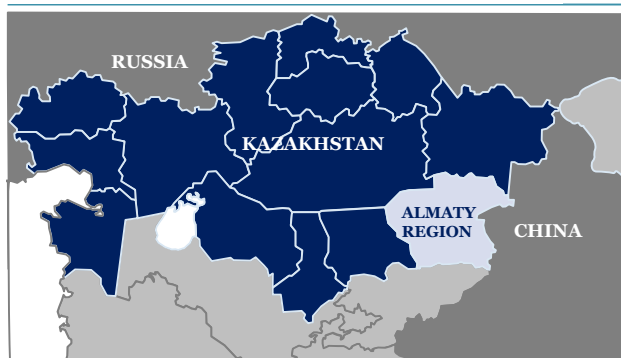 RUSSIA
KAZAKHSTAN
ALMATY
REGION
CHINA